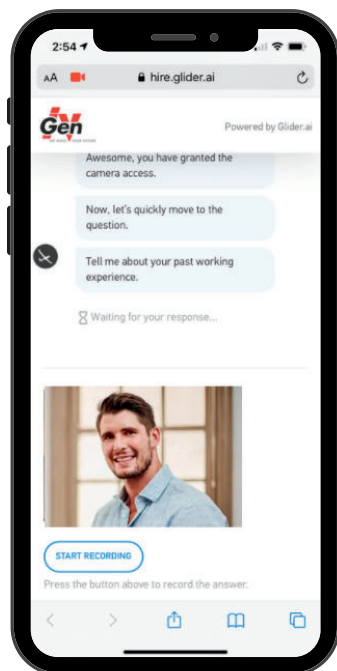 2:54
AA hire.glider.ai
Gen IV
Powered by Glider.ai
Awesome, you have granted the
camera access.
Now, let's quickly move to the
question.
Tell me about your past working
experience.
Waiting for your response...
START RECORDING
Press the button above to record the answer.